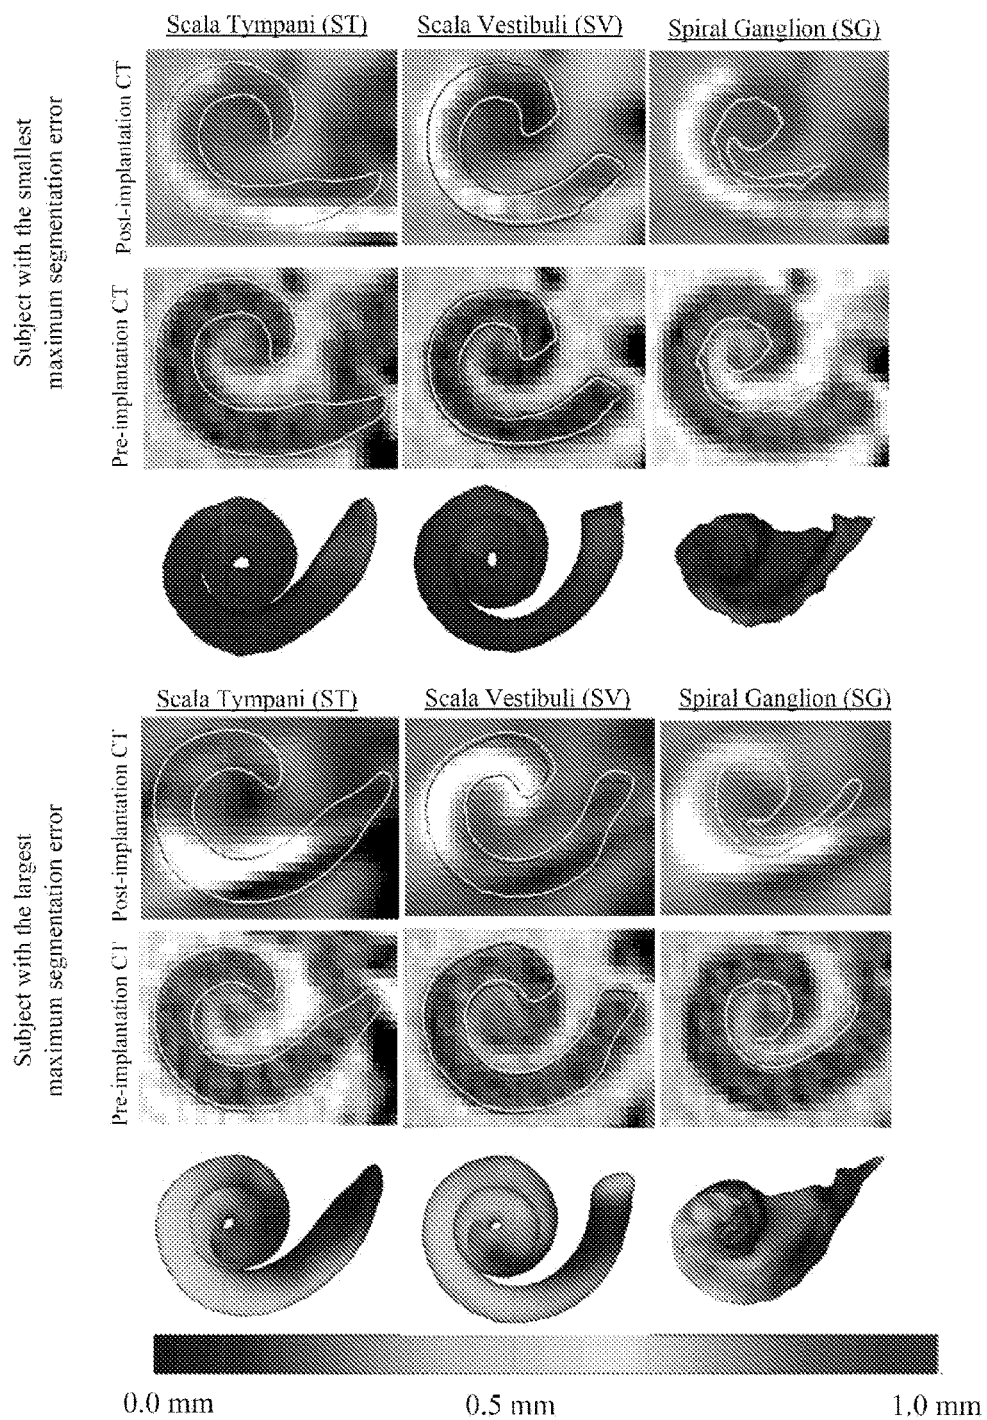 Scala Tympani (ST) Scala Vestibuli (SV) Spiral Ganglion (SG)
Subject with the smallest
maximum segmentation error
Post-implantation CT
Pre-implantation CT
Scala Tympani (ST) Scala Vestibuli (SV) Spiral Ganglion (SG)
Subject with the largest
maximum segmentation error
Post-implantation CT
Pre-implantation CT
0.0 mm 0.5 mm 1.0 mm